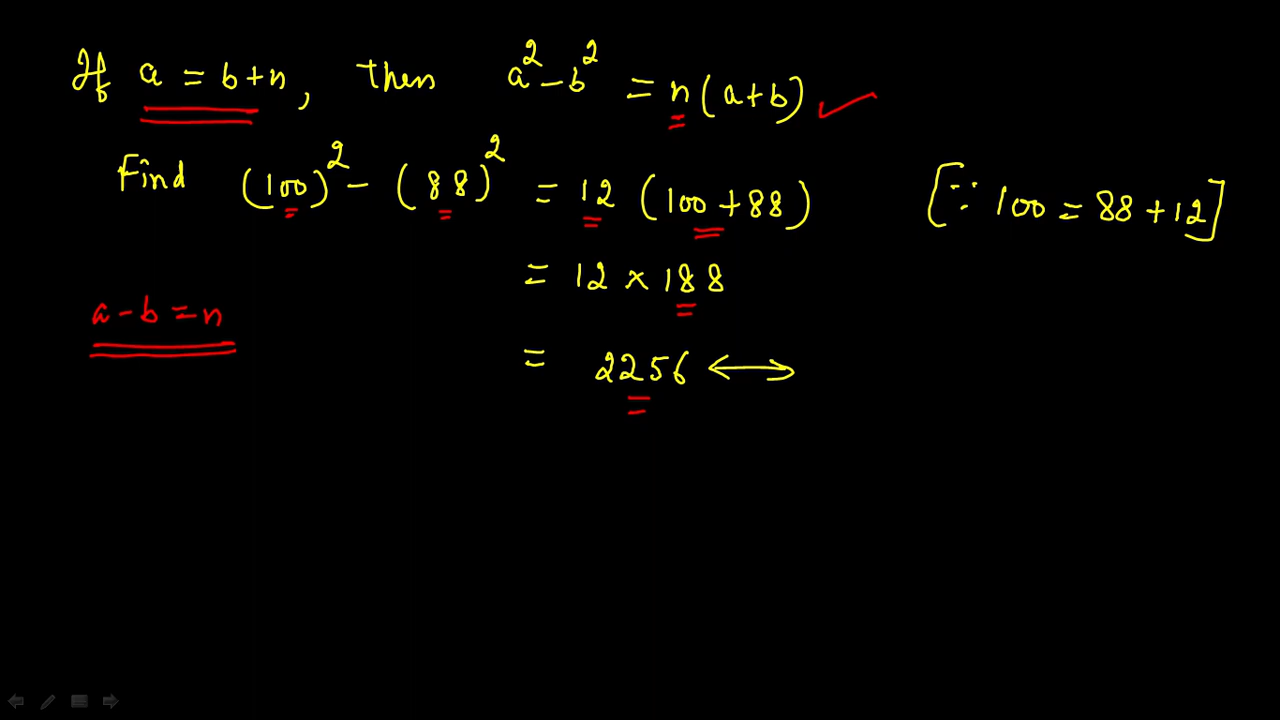 If a = b+n, then a² - b² = n(a+b) ✓
Find (100)² - (88)² = 12 (100 + 88) [∵ 100 = 88 + 12]
= 12 × 188
a - b = n
= 2256 ↔